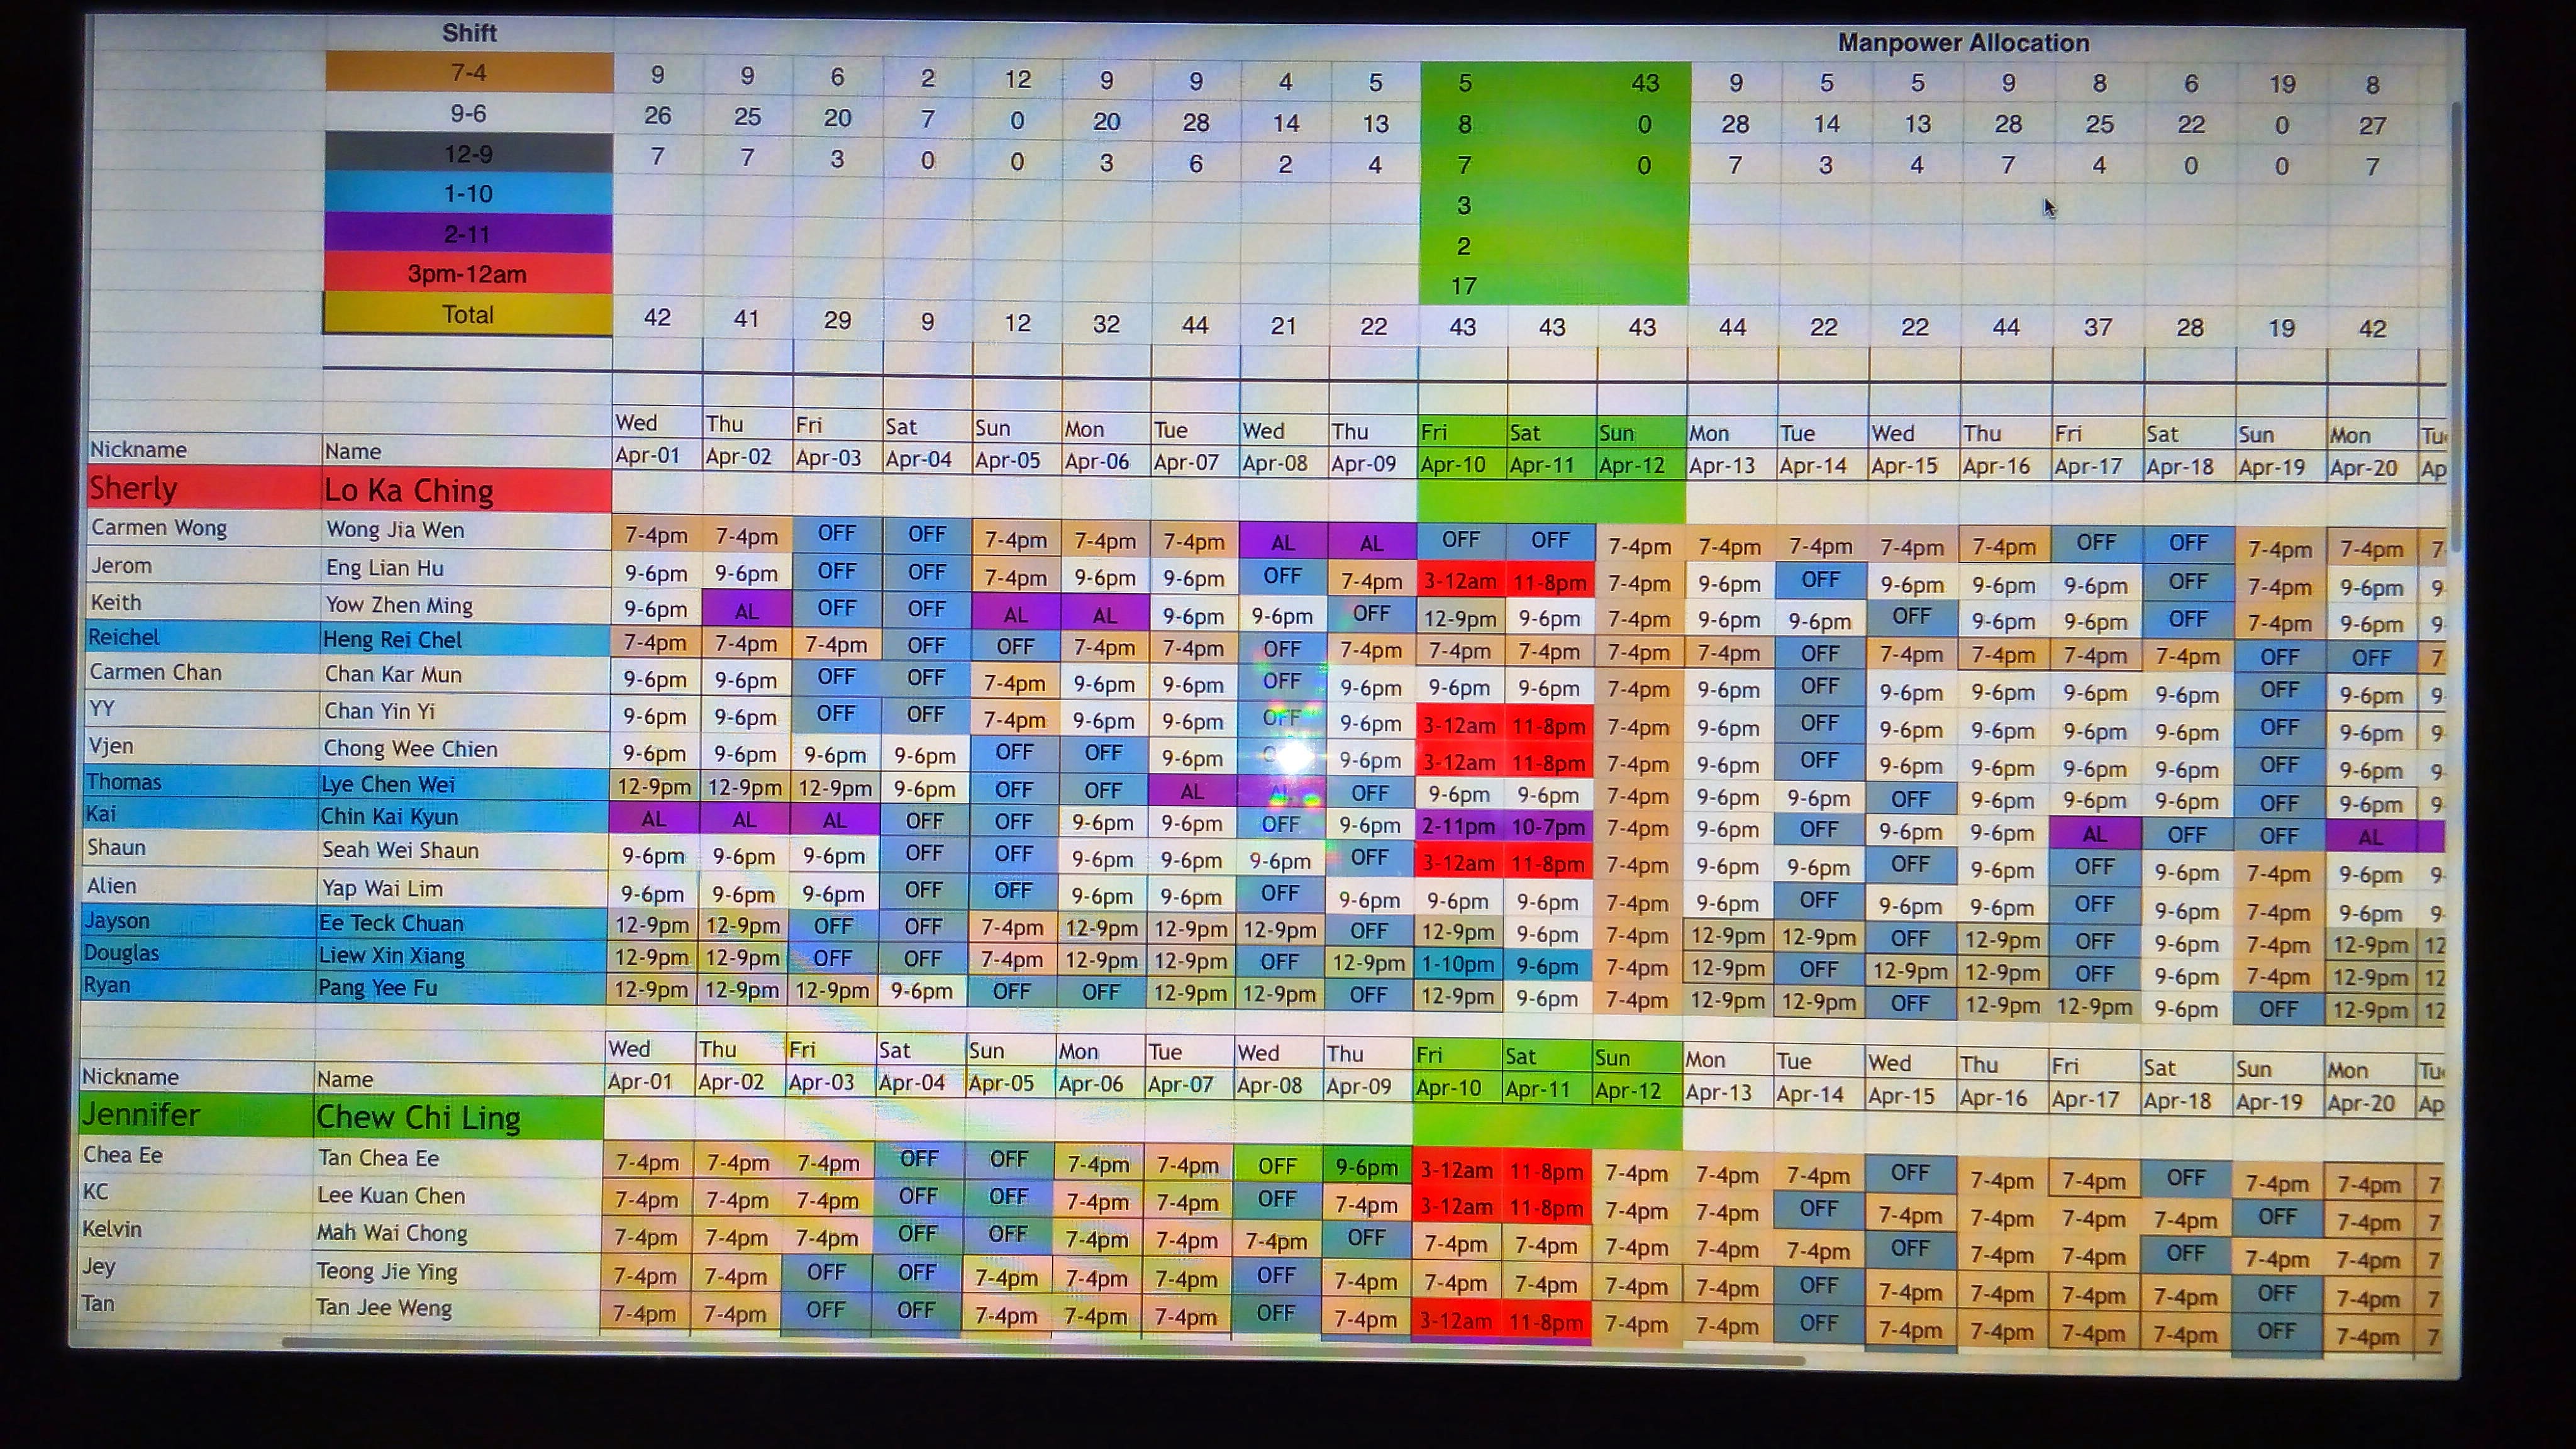 Shift Manpower Allocation
7-4 9 9 6 2 12 9 9 4 5 5 43 9 5 5 9 8 6 19 8
9-6 26 25 20 7 0 20 28 14 13 8 0 28 14 13 28 25 22 0 27
12-9 7 7 3 0 0 3 6 2 4 7 0 7 3 4 7 4 0 0 7
1-10 3
2-11 2
3pm-12am 17
Total 42 41 29 9 12 32 44 21 22 43 43 43 44 22 22 44 37 28 19 42
Wed Thu Fri Sat Sun Mon Tue Wed Thu Fri Sat Sun Mon Tue Wed Thu Fri Sat Sun Mon
Nickname Name Apr-01 Apr-02 Apr-03 Apr-04 Apr-05 Apr-06 Apr-07 Apr-08 Apr-09 Apr-10 Apr-11 Apr-12 Apr-13 Apr-14 Apr-15 Apr-16 Apr-17 Apr-18 Apr-19 Apr-20 Ap
Sherly Lo Ka Ching
Carmen Wong Wong Jia Wen 7-4pm 7-4pm OFF OFF 7-4pm 7-4pm 7-4pm AL AL OFF OFF 7-4pm 7-4pm 7-4pm 7-4pm 7-4pm OFF OFF 7-4pm 7-4pm 7-
Jerom Eng Lian Hu 9-6pm 9-6pm OFF OFF 7-4pm 9-6pm 9-6pm OFF 7-4pm 3-12am 11-8pm 7-4pm 9-6pm OFF 9-6pm 9-6pm 9-6pm OFF 7-4pm 9-6pm 9-
Keith Yow Zhen Ming 9-6pm AL OFF OFF AL AL 9-6pm 9-6pm OFF 12-9pm 9-6pm 7-4pm 9-6pm 9-6pm OFF 9-6pm 9-6pm OFF 7-4pm 9-6pm 9-
Reichel Heng Rei Chel 7-4pm 7-4pm 7-4pm OFF OFF 7-4pm 7-4pm OFF 7-4pm 7-4pm 7-4pm 7-4pm 7-4pm OFF 7-4pm 7-4pm 7-4pm 7-4pm OFF OFF 7-
Carmen Chan Chan Kar Mun 9-6pm 9-6pm OFF OFF 7-4pm 9-6pm 9-6pm OFF 9-6pm 9-6pm 9-6pm 7-4pm 9-6pm OFF 9-6pm 9-6pm 9-6pm 9-6pm OFF 9-6pm 9-
YY Chan Yin Yi 9-6pm 9-6pm OFF OFF 7-4pm 9-6pm 9-6pm OFF 9-6pm 3-12am 11-8pm 7-4pm 9-6pm OFF 9-6pm 9-6pm 9-6pm 9-6pm OFF 9-6pm 9-
Vjen Chong Wee Chien 9-6pm 9-6pm 9-6pm 9-6pm OFF OFF 9-6pm 9-6pm 3-12am 11-8pm 7-4pm 9-6pm OFF 9-6pm 9-6pm 9-6pm 9-6pm OFF 9-6pm 9-
Thomas Lye Chen Wei 12-9pm 12-9pm 12-9pm 9-6pm OFF OFF AL AL OFF 9-6pm 9-6pm 7-4pm 9-6pm 9-6pm OFF 9-6pm 9-6pm 9-6pm OFF 9-6pm 9-
Kai Chin Kai Kyun AL AL AL OFF OFF 9-6pm 9-6pm OFF 9-6pm 2-11pm 10-7pm 7-4pm 9-6pm OFF 9-6pm 9-6pm AL OFF OFF AL
Shaun Seah Wei Shaun 9-6pm 9-6pm 9-6pm OFF OFF 9-6pm 9-6pm 9-6pm OFF 3-12am 11-8pm 7-4pm 9-6pm 9-6pm OFF 9-6pm OFF 9-6pm 7-4pm 9-6pm 9-
Alien Yap Wai Lim 9-6pm 9-6pm 9-6pm OFF OFF 9-6pm 9-6pm OFF 9-6pm 9-6pm 9-6pm 7-4pm 9-6pm OFF 9-6pm 9-6pm OFF 9-6pm 7-4pm 9-6pm 9-
Jayson Ee Teck Chuan 12-9pm 12-9pm OFF OFF 7-4pm 12-9pm 12-9pm 12-9pm OFF 12-9pm 9-6pm 7-4pm 12-9pm 12-9pm OFF 12-9pm OFF 9-6pm 7-4pm 12-9pm 12
Douglas Liew Xin Xiang 12-9pm 12-9pm OFF OFF 7-4pm 12-9pm 12-9pm OFF 12-9pm 1-10pm 9-6pm 7-4pm 12-9pm OFF 12-9pm 12-9pm OFF 9-6pm 7-4pm 12-9pm 12
Ryan Pang Yee Fu 12-9pm 12-9pm 12-9pm 9-6pm OFF OFF 12-9pm 12-9pm OFF 12-9pm 9-6pm 7-4pm 12-9pm 12-9pm OFF 12-9pm 12-9pm 9-6pm OFF 12-9pm 12
Wed Thu Fri Sat Sun Mon Tue Wed Thu Fri Sat Sun Mon Tue Wed Thu Fri Sat Sun Mon
Nickname Name Apr-01 Apr-02 Apr-03 Apr-04 Apr-05 Apr-06 Apr-07 Apr-08 Apr-09 Apr-10 Apr-11 Apr-12 Apr-13 Apr-14 Apr-15 Apr-16 Apr-17 Apr-18 Apr-19 Apr-20 Ap
Jennifer Chew Chi Ling
Chea Ee Tan Chea Ee 7-4pm 7-4pm 7-4pm OFF OFF 7-4pm 7-4pm OFF 9-6pm 3-12am 11-8pm 7-4pm 7-4pm 7-4pm OFF 7-4pm 7-4pm OFF 7-4pm 7-4pm 7-
KC Lee Kuan Chen 7-4pm 7-4pm 7-4pm OFF OFF 7-4pm 7-4pm OFF 7-4pm 3-12am 11-8pm 7-4pm 7-4pm OFF 7-4pm 7-4pm 7-4pm 7-4pm OFF 7-4pm 7-
Kelvin Mah Wai Chong 7-4pm 7-4pm 7-4pm OFF OFF 7-4pm 7-4pm 7-4pm OFF 7-4pm 7-4pm 7-4pm 7-4pm 7-4pm OFF 7-4pm 7-4pm OFF 7-4pm 7-4pm 7-
Jey Teong Jie Ying 7-4pm 7-4pm OFF OFF 7-4pm 7-4pm 7-4pm OFF 7-4pm 7-4pm 7-4pm 7-4pm 7-4pm OFF 7-4pm 7-4pm 7-4pm 7-4pm OFF 7-4pm 7-
Tan Tan Jee Weng 7-4pm 7-4pm OFF OFF 7-4pm 7-4pm 7-4pm OFF 7-4pm 3-12am 11-8pm 7-4pm 7-4pm OFF 7-4pm 7-4pm 7-4pm 7-4pm OFF 7-4pm 7-